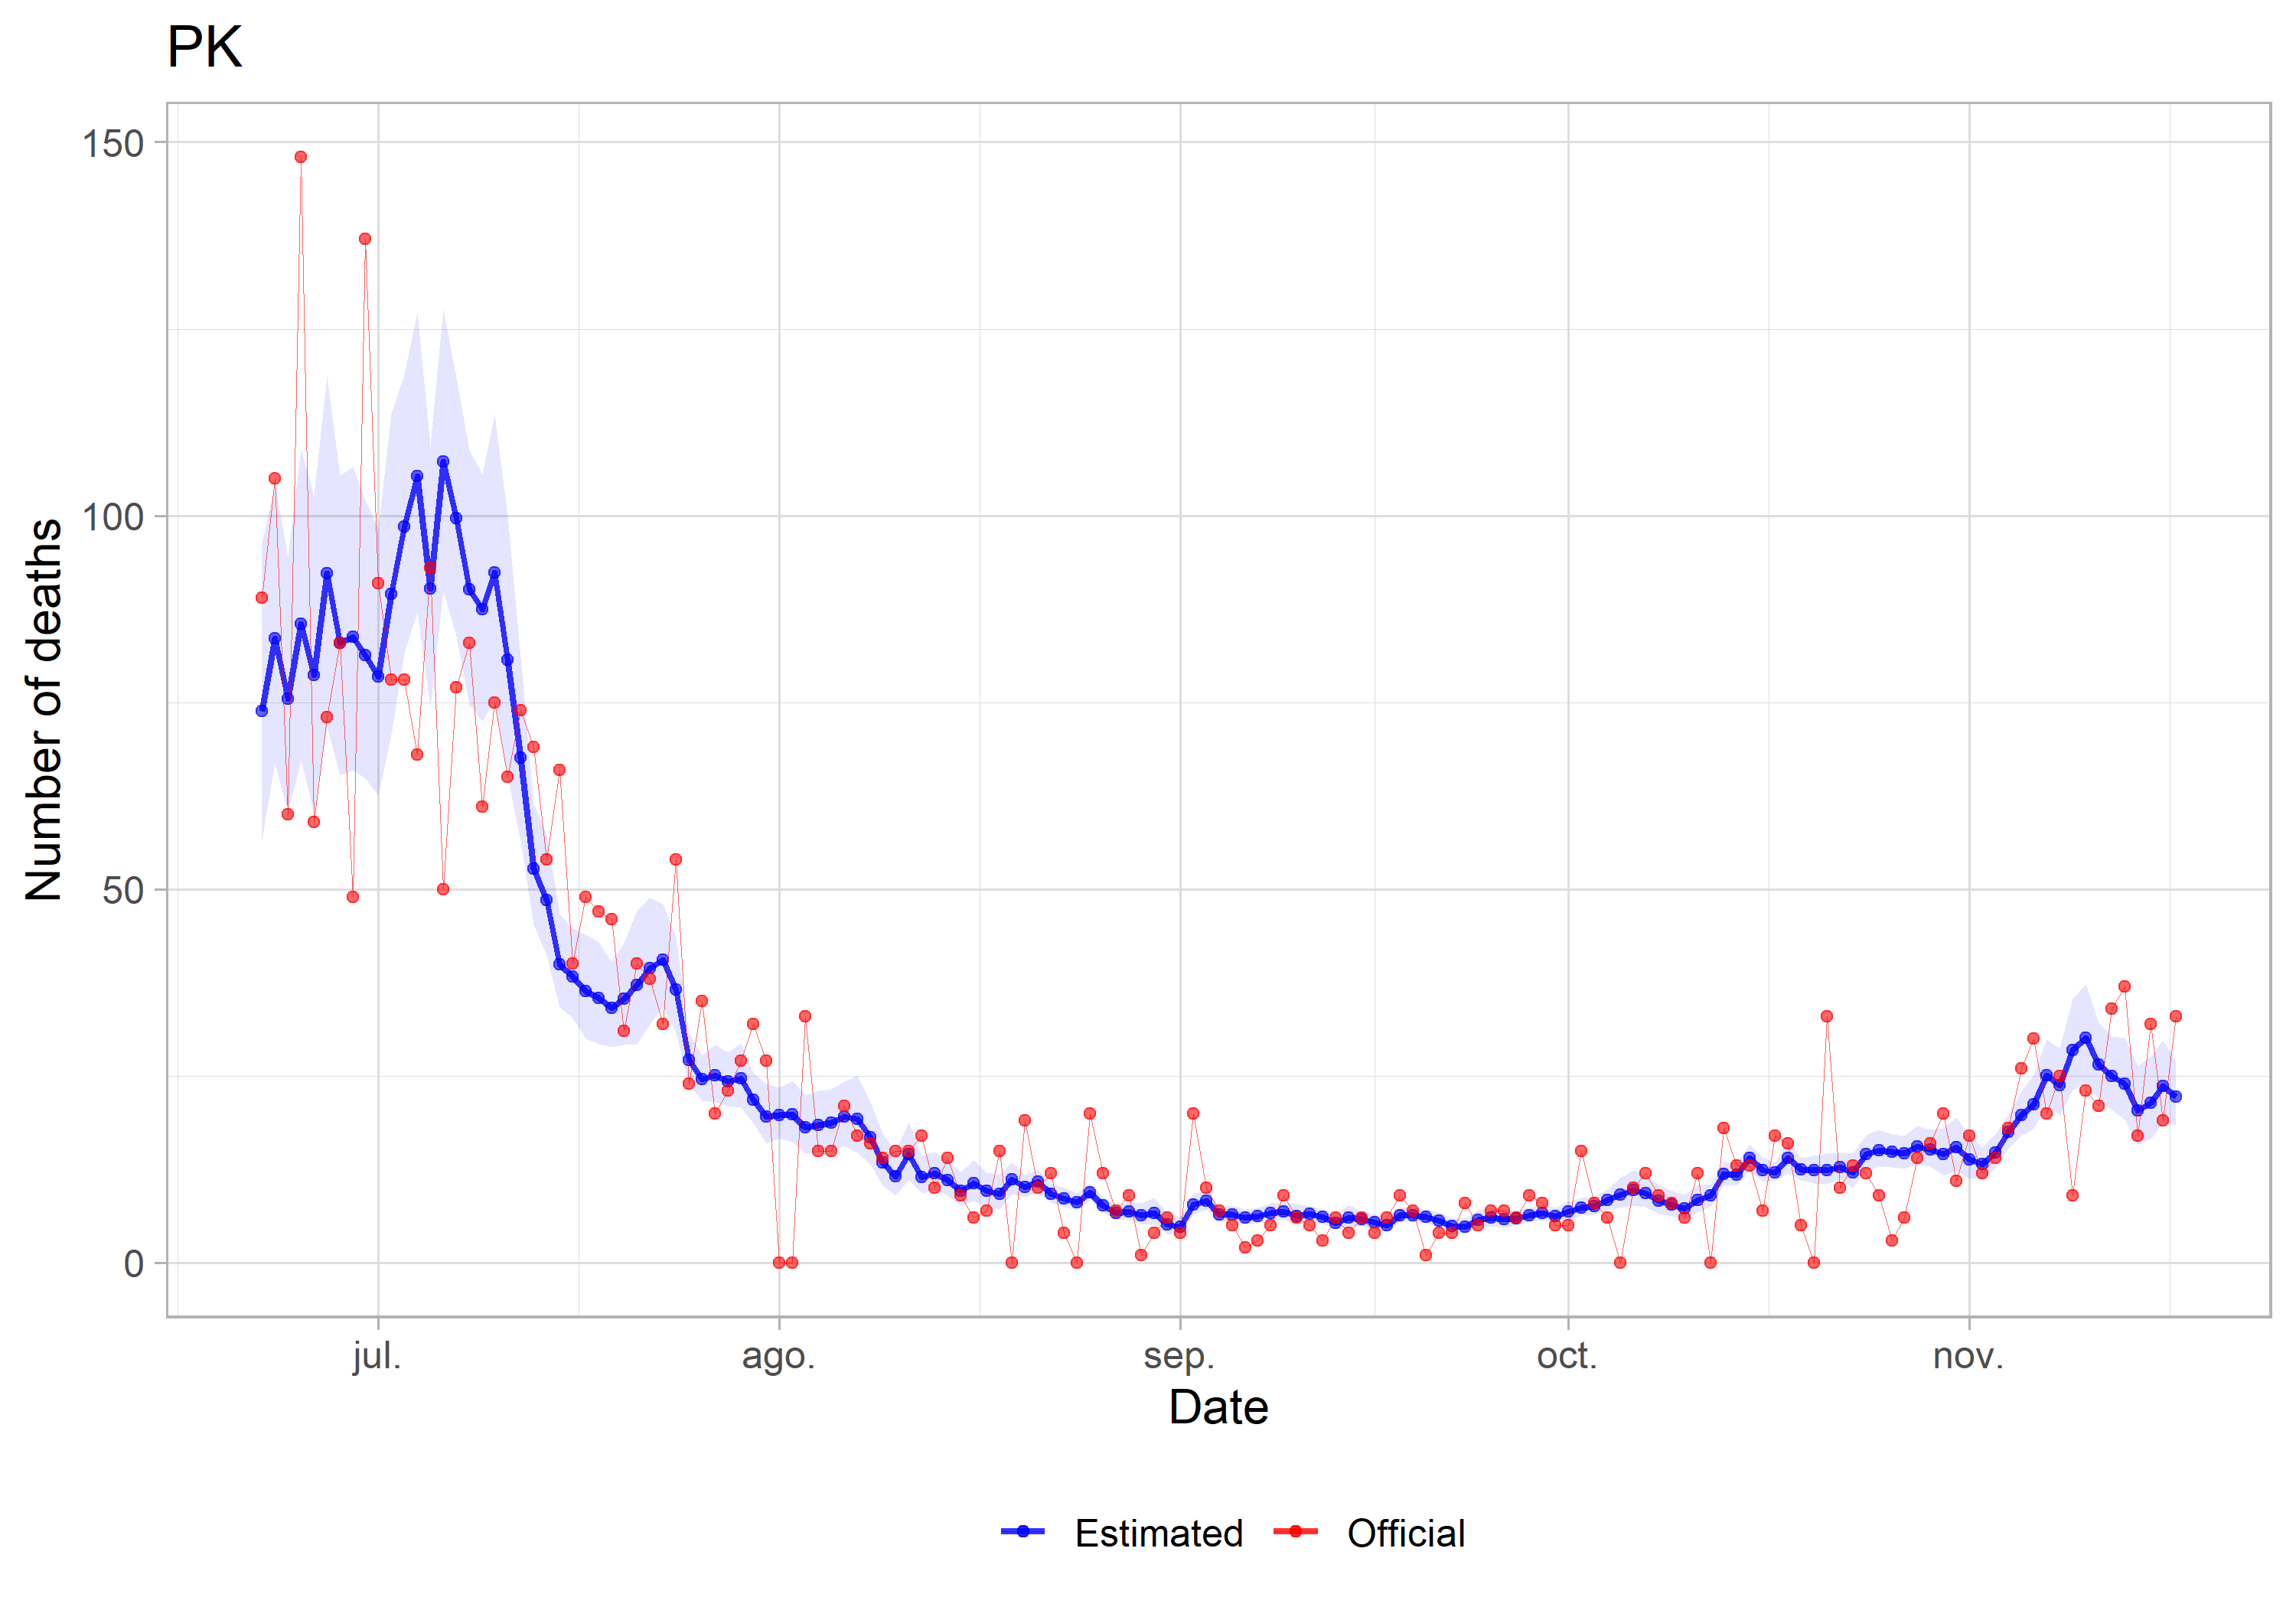 PK
150
100
50
0
Number of deaths
jul.
ago.
sep.
oct.
nov.
Date
Estimated
Official